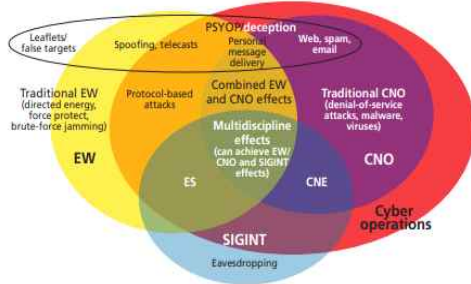 Leaflets/
false targets
Spoofing, telecasts
PSYOP/deception
Personal
message
delivery
Web, spam,
email
Traditional EW
(directed energy,
force protect,
brute-force jamming)
EW
Protocol-based
attacks
Combined EW
and CNO effects
Traditional CNO
(denial-of-service
attacks, malware,
viruses)
CNO
Multidiscipline
effects
(can achieve EW/
CNO and SIGINT
effects)
ES
CNE
Cyber
operations
SIGINT
Eavesdropping